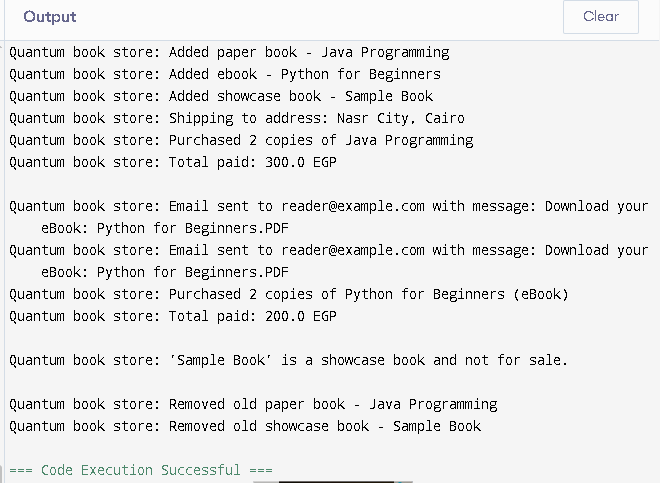 Output
Clear
Quantum book store: Added paper book - Java Programming
Quantum book store: Added ebook - Python for Beginners
Quantum book store: Added showcase book - Sample Book
Quantum book store: Shipping to address: Nasr City, Cairo
Quantum book store: Purchased 2 copies of Java Programming
Quantum book store: Total paid: 300.0 EGP
Quantum book store: Email sent to reader@example.com with message: Download your
eBook: Python for Beginners.PDF
Quantum book store: Email sent to reader@example.com with message: Download your
eBook: Python for Beginners.PDF
Quantum book store: Purchased 2 copies of Python for Beginners (eBook)
Quantum book store: Total paid: 200.0 EGP
Quantum book store: 'Sample Book' is a showcase book and not for sale.
Quantum book store: Removed old paper book - Java Programming
Quantum book store: Removed old showcase book - Sample Book
=== Code Execution Successful ===